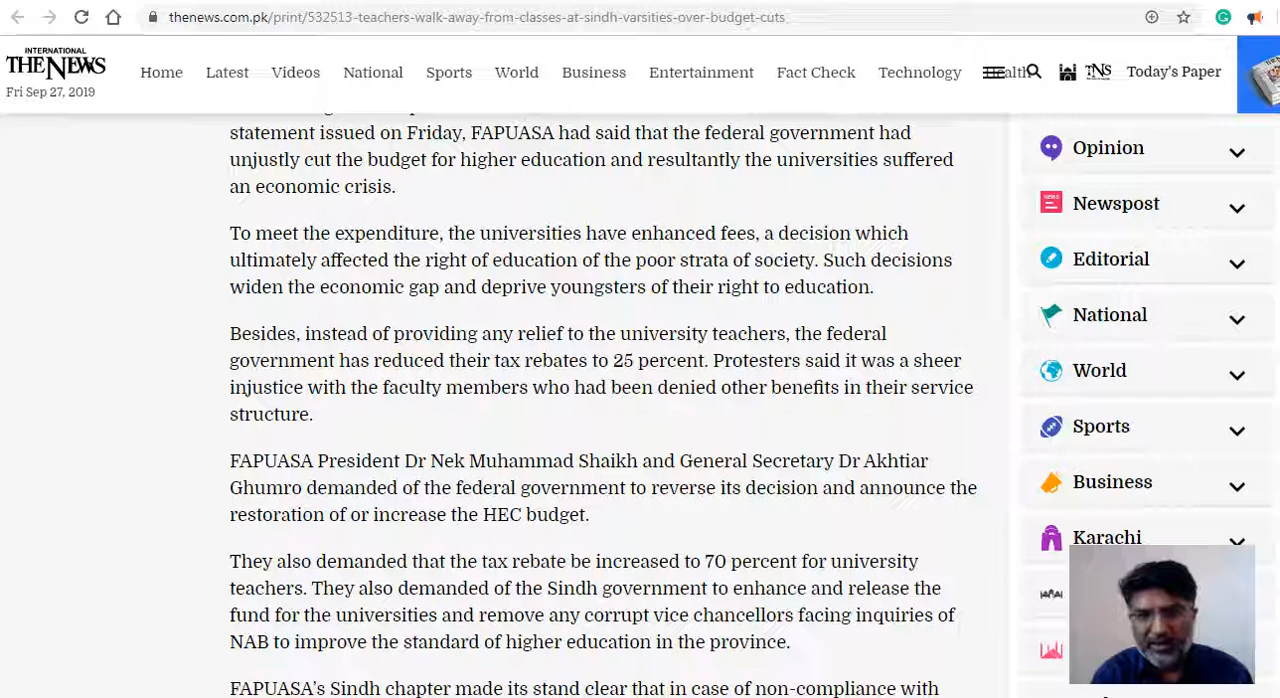 thenews.com.pk/print/532513-teachers-walk-away-from-classes-at-sindh-varsities-over-budget-cuts
INTERNATIONAL
THE NEWS
Fri Sep 27, 2019
Home Latest Videos National Sports World Business Entertainment Fact Check Technology Health TNS Today's Paper
statement issued on Friday, FAPUASA had said that the federal government had
unjustly cut the budget for higher education and resultantly the universities suffered
an economic crisis.
To meet the expenditure, the universities have enhanced fees, a decision which
ultimately affected the right of education of the poor strata of society. Such decisions
widen the economic gap and deprive youngsters of their right to education.
Besides, instead of providing any relief to the university teachers, the federal
government has reduced their tax rebates to 25 percent. Protesters said it was a sheer
injustice with the faculty members who had been denied other benefits in their service
structure.
FAPUASA President Dr Nek Muhammad Shaikh and General Secretary Dr Akhtiar
Ghumro demanded of the federal government to reverse its decision and announce the
restoration of or increase the HEC budget.
They also demanded that the tax rebate be increased to 70 percent for university
teachers. They also demanded of the Sindh government to enhance and release the
fund for the universities and remove any corrupt vice chancellors facing inquiries of
NAB to improve the standard of higher education in the province.
FAPUASA's Sindh chapter made its stand clear that in case of non-compliance with
Opinion
NEWS
Newspost
Editorial
National
World
Sports
Business
Karachi